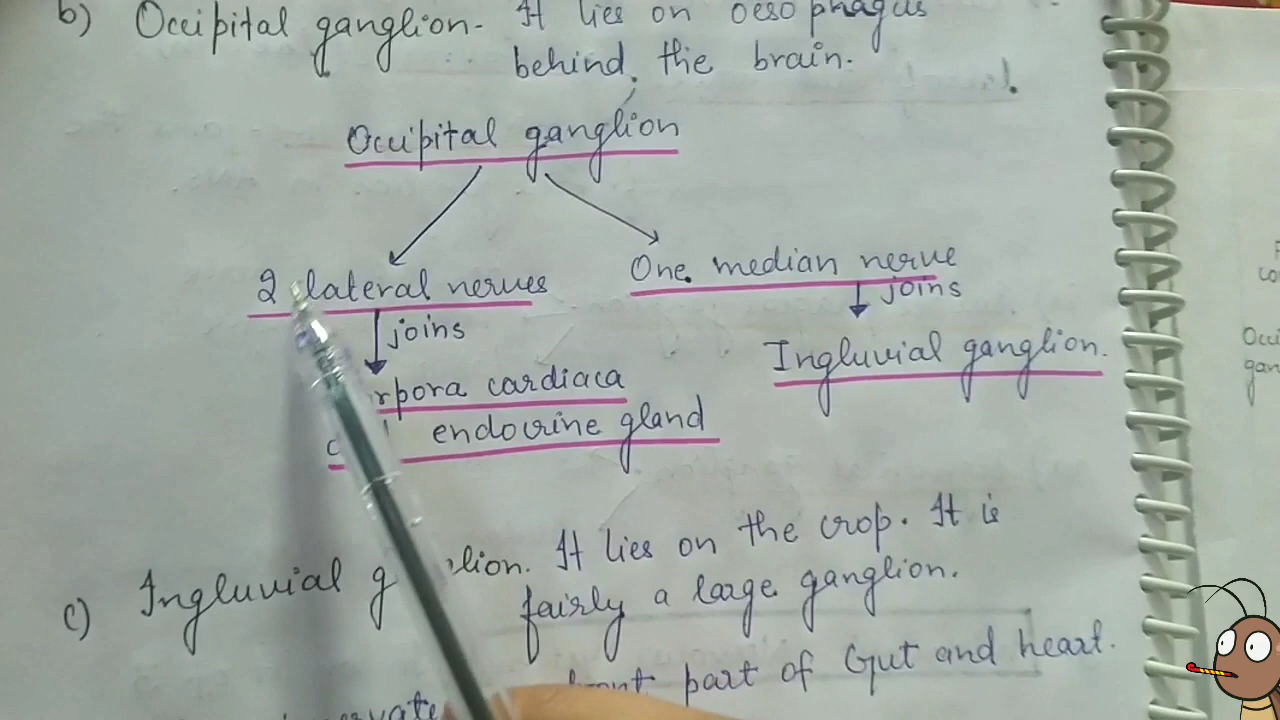 b) Occipital ganglion- It lies on oesophagus
behind the brain.
Occipital ganglion
2 lateral nerves
One median nerve
joins
joins
Ingluvial ganglion.
rpora cardiaca
endocrine gland
c) Ingluvial g lion. It lies on the crop. It is
fairly a large ganglion.
part of Gut and heart.